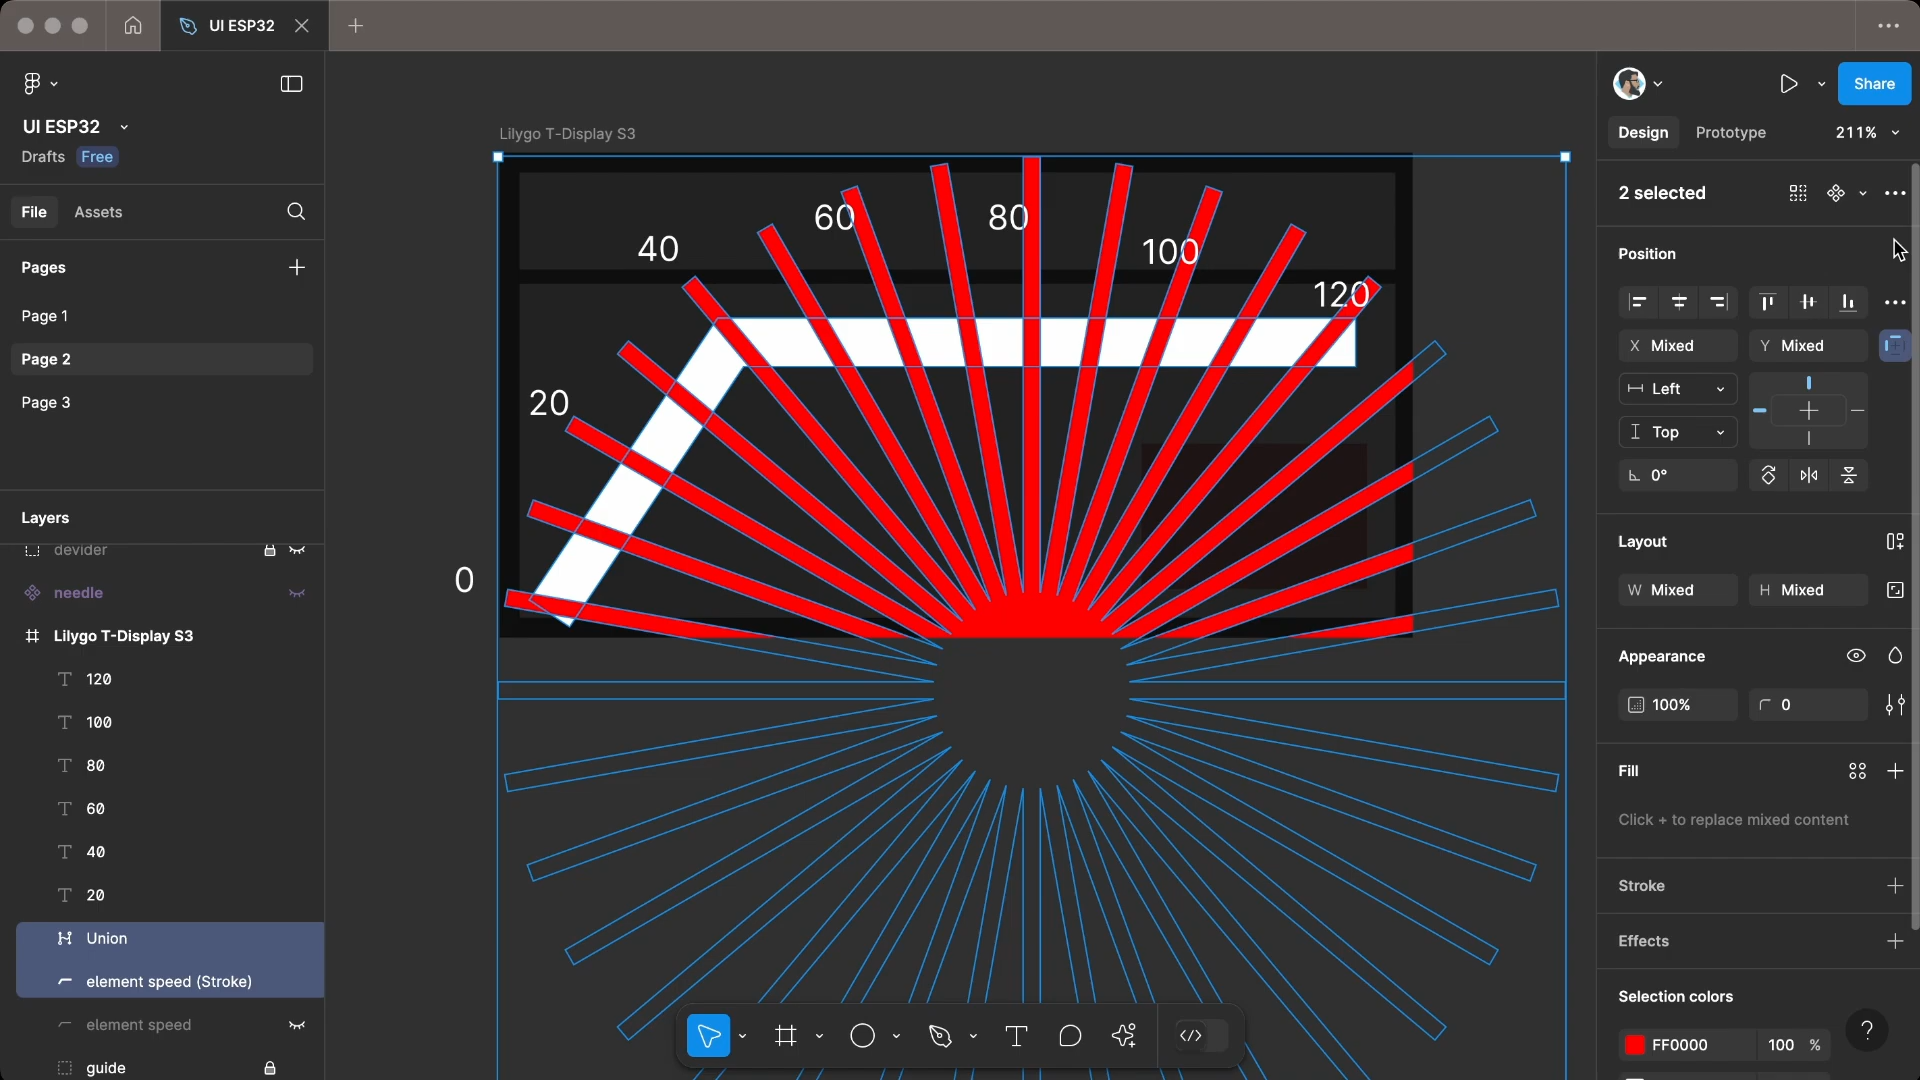 UI ESP32
UI ESP32
Drafts Free
File Assets
Pages
Page 1
Page 2
Page 3
Layers
devider
needle
Lilygo T-Display S3
120
100
80
60
40
20
Union
element speed (Stroke)
element speed
guide
Lilygo T-Display S3
0
20
40
60
80
100
120
Share
Design Prototype 211%
2 selected
Position
X Mixed Y Mixed
Left
Top
0°
Layout
W Mixed H Mixed
Appearance
100% 0
Fill
Click + to replace mixed content
Stroke
Effects
Selection colors
FF0000 100 %
?